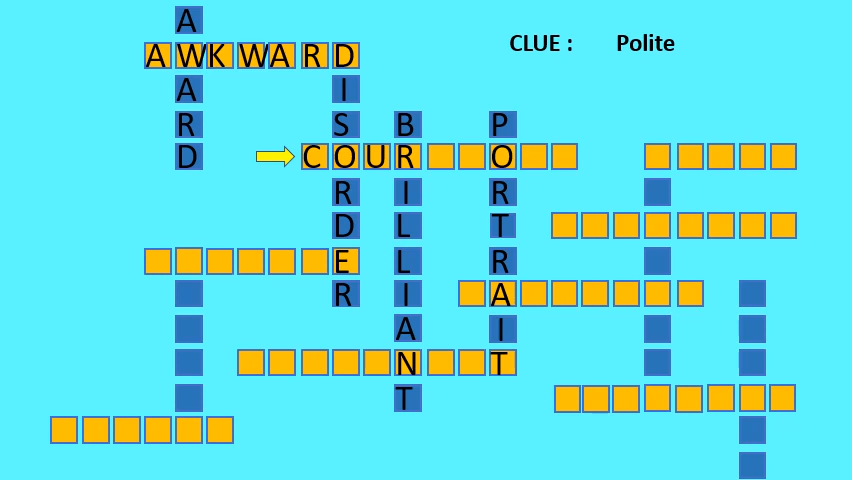 CLUE : Polite
AWKWARD
AWARD
DISORDER
COUR
BRILLIANT
PORTRAIT